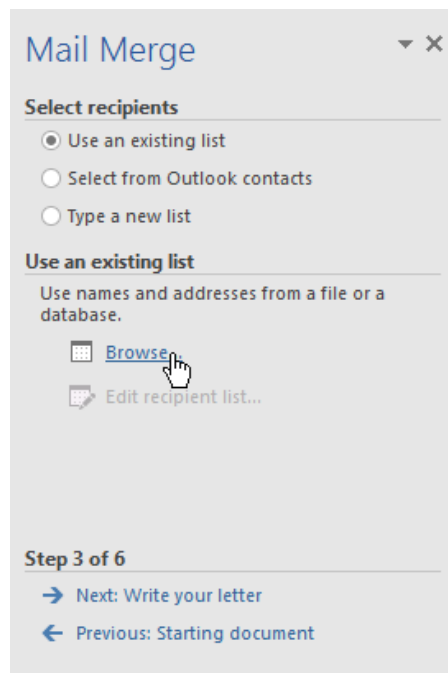 Mail Merge
Select recipients
Use an existing list
Select from Outlook contacts
Type a new list
Use an existing list
Use names and addresses from a file or a
database.
Browse...
Edit recipient list...
Step 3 of 6
Next: Write your letter
Previous: Starting document